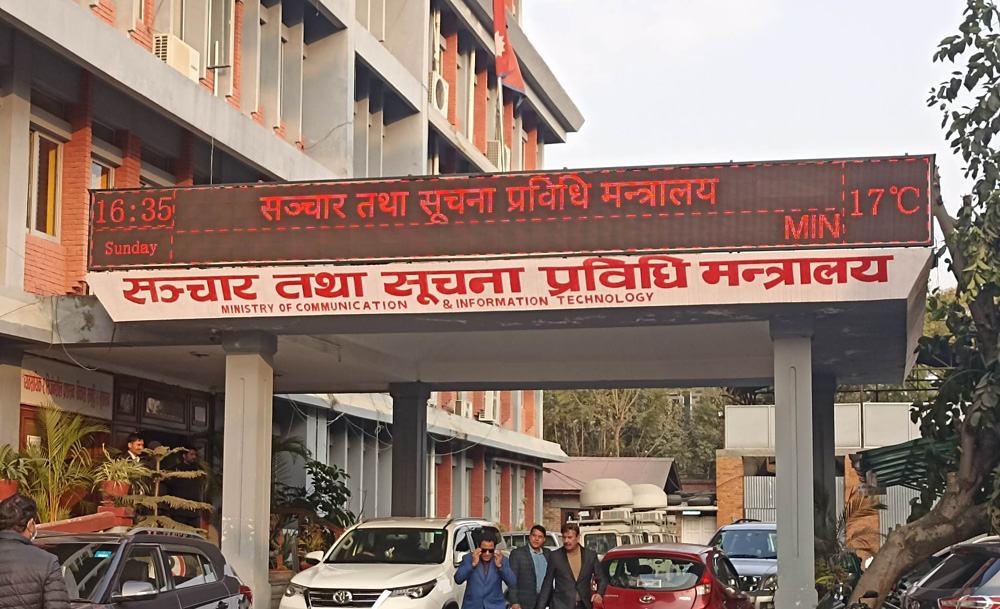 16:35
Sunday
सञ्चार तथा सूचना प्रविधि मन्त्रालय
MIN
17°C
सञ्चार तथा सूचना प्रविधि मन्त्रालय
MINISTRY OF COMMUNICATION & INFORMATION TECHNOLOGY